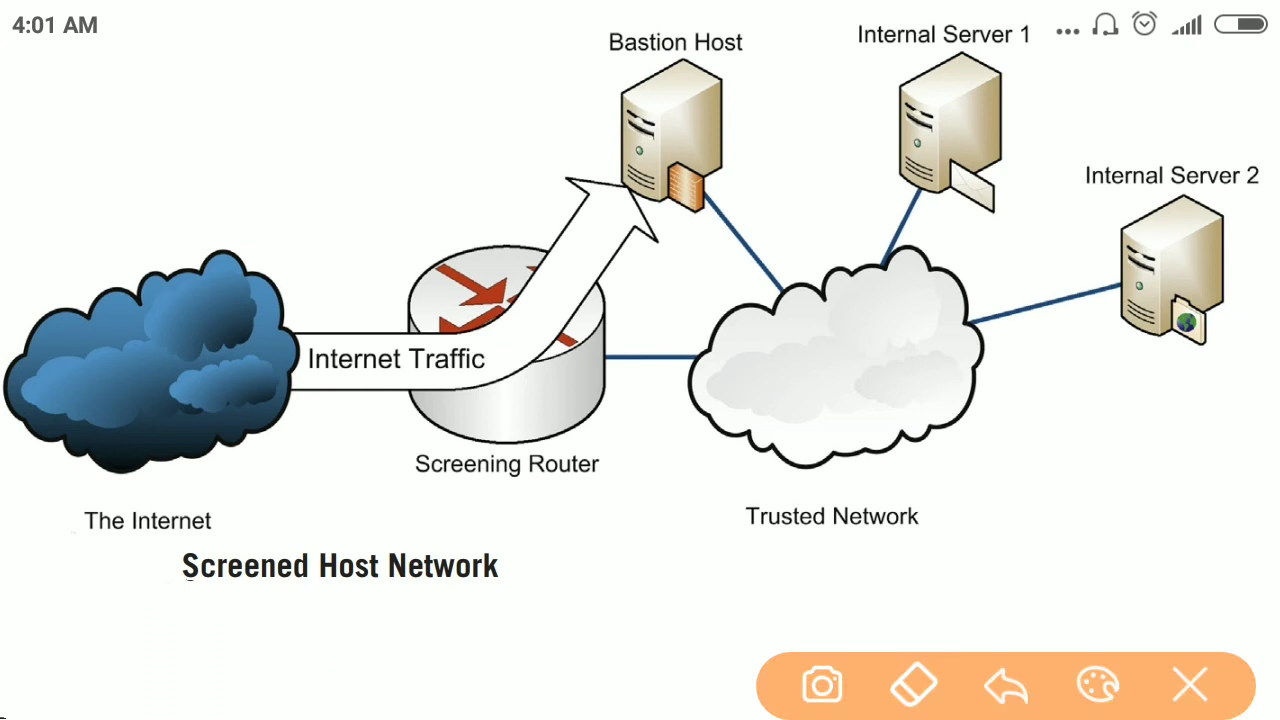 4:01 AM
Bastion Host
Internal Server 1
Internal Server 2
Internet Traffic
Screening Router
The Internet
Trusted Network
Screened Host Network